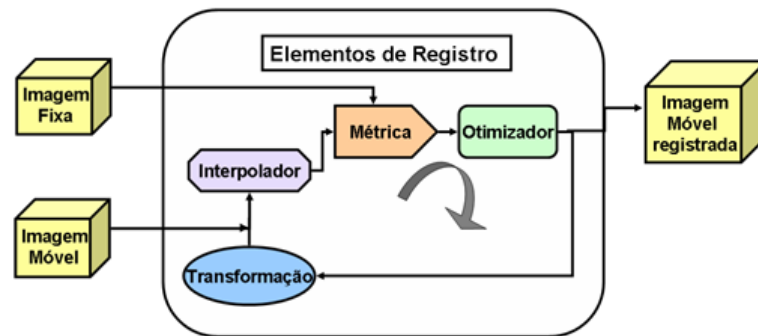 Elementos de Registro
Imagem
Fixa
Métrica
Otimizador
Imagem
Móvel
registrada
Interpolador
Imagem
Móvel
Transformação